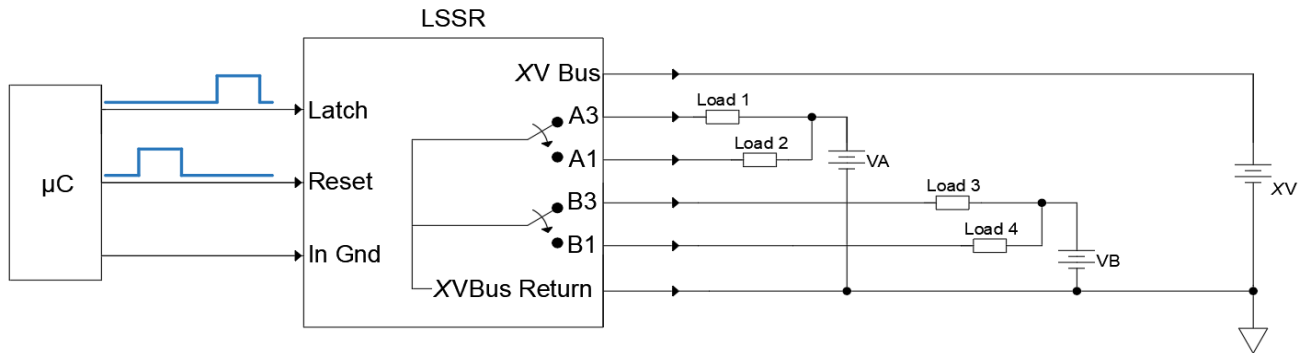 LSSR
XV Bus
Latch
A3
Load 1
Load 2
A1
VA
µC
Reset
XV
B3
Load 3
Load 4
B1
In Gnd
VB
XVBus Return